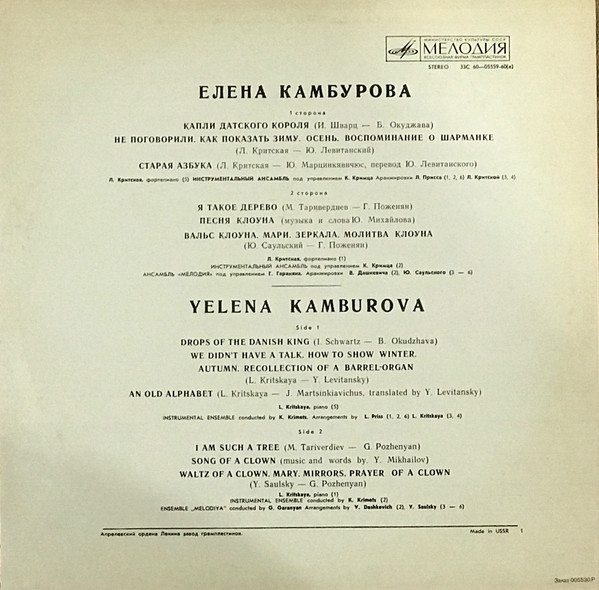 МИНИСТЕРСТВО КУЛЬТУРЫ СССР
МЕЛОДИЯ
ВСЕСОЮЗНАЯ ФИРМА ГРАМПЛАСТИНОК
STEREO 33С 60—05559-60(а)
ЕЛЕНА КАМБУРОВА
1 сторона
КАПЛИ ДАТСКОГО КОРОЛЯ (И. Шварц — Б. Окуджава)
НЕ ПОГОВОРИЛИ. КАК ПОКАЗАТЬ ЗИМУ. ОСЕНЬ. ВОСПОМИНАНИЕ О ШАРМАНКЕ
(Л. Критская — Ю. Левитанский)
СТАРАЯ АЗБУКА (Л. Критская — Ю. Марцинкявичюс, перевод Ю. Левитанского)
Л. Критская, фортепиано (5) ИНСТРУМЕНТАЛЬНЫЙ АНСАМБЛЬ под управлением К. Кримца Аранжировки Л. Присса (1, 2, 6) Л. Критской (3, 4)
2 сторона
Я ТАКОЕ ДЕРЕВО (М. Таривердиев — Г. Поженян)
ПЕСНЯ КЛОУНА (музыка и слова Ю. Михайлова)
ВАЛЬС КЛОУНА. МАРИ. ЗЕРКАЛА. МОЛИТВА КЛОУНА
(Ю. Саульский — Г. Поженян)
Л. Критская, фортепиано (1)
ИНСТРУМЕНТАЛЬНЫЙ АНСАМБЛЬ под управлением К. Кримца (2)
АНСАМБЛЬ «МЕЛОДИЯ» под управлением Г. Гараняна, Аранжировки В. Дашкевича (2), Ю. Саульского (3 — 6)
YELENA KAMBUROVA
Side 1
DROPS OF THE DANISH KING (I. Schwartz — B. Okudzhava)
WE DIDN'T HAVE A TALK. HOW TO SHOW WINTER.
AUTUMN. RECOLLECTION OF A BARREL-ORGAN
(L. Kritskaya — Y. Levitansky)
AN OLD ALPHABET (L. Kritskaya — J. Martsinkiavichus, translated by Y. Levitansky)
L. Kritskaya, piano (5)
INSTRUMENTAL ENSEMBLE conducted by K. Krimets, Arrangements by L. Priss (1, 2, 6) L. Kritskaya (3, 4)
Side 2
I AM SUCH A TREE (M. Tariverdiev — G. Pozhenyan)
SONG OF A CLOWN (music and words by. Y. Mikhailov)
WALTZ OF A CLOWN. MARY. MIRRORS. PRAYER OF A CLOWN
(Y. Saulsky — G. Pozhenyan)
L. Kritskaya, piano (1)
INSTRUMENTAL ENSEMBLE conducted by K. Krimets (2)
ENSEMBLE „MELODIYA" conducted by G. Garanyan Arrangements by V. Dashkevich (2), Y. Saulsky (3 — 6)
Апрелевский ордена Ленина завод грампластинок. Made in USSR 1
Заказ 005530 Р